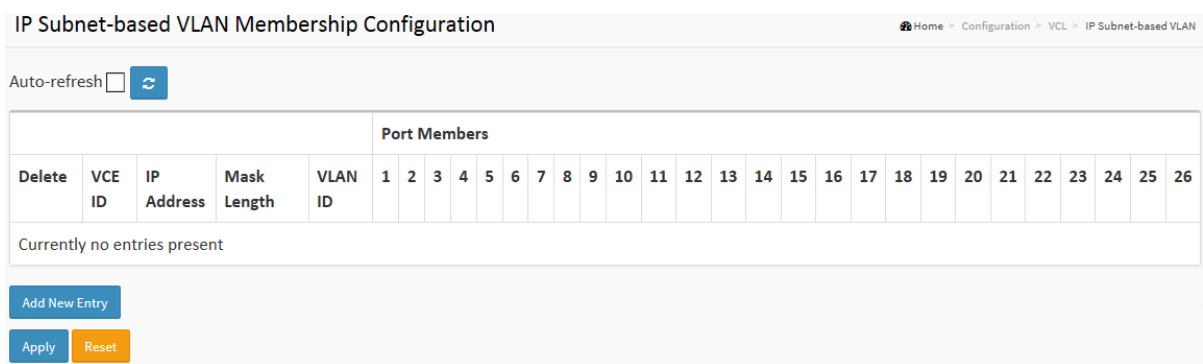 IP Subnet-based VLAN Membership Configuration
Home > Configuration > VCL > IP Subnet-based VLAN
Auto-refresh
Port Members
Delete VCE ID IP Address Mask Length VLAN ID 1 2 3 4 5 6 7 8 9 10 11 12 13 14 15 16 17 18 19 20 21 22 23 24 25 26
Currently no entries present
Add New Entry
Apply Reset